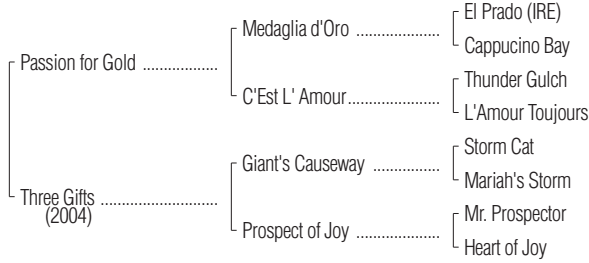 El Prado (IRE)
Medaglia d'Oro ..................
Cappucino Bay
Passion for Gold ................
Thunder Gulch
C'Est L' Amour....................
L'Amour Toujours
Storm Cat
Giant's Causeway ..............
Mariah's Storm
Three Gifts .........................
(2004)
Mr. Prospector
Prospect of Joy ..................
Heart of Joy